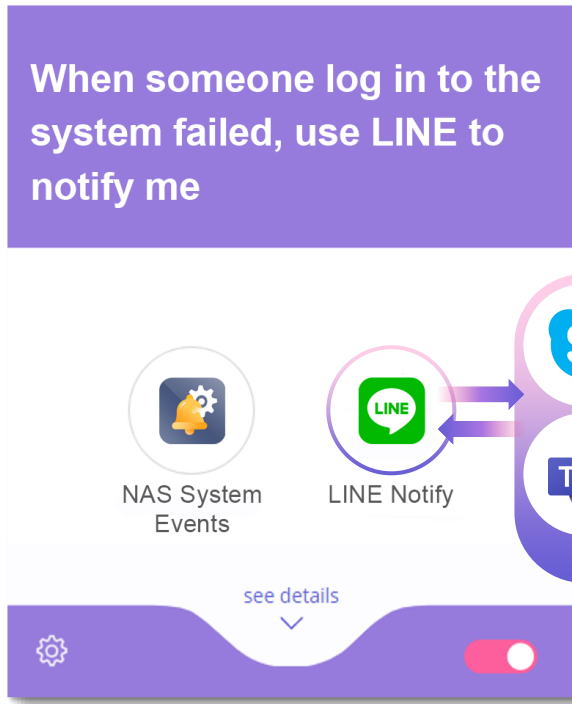 When someone log in to the
system failed, use LINE to
notify me
LINE
NAS System
Events
LINE Notify
T
see details